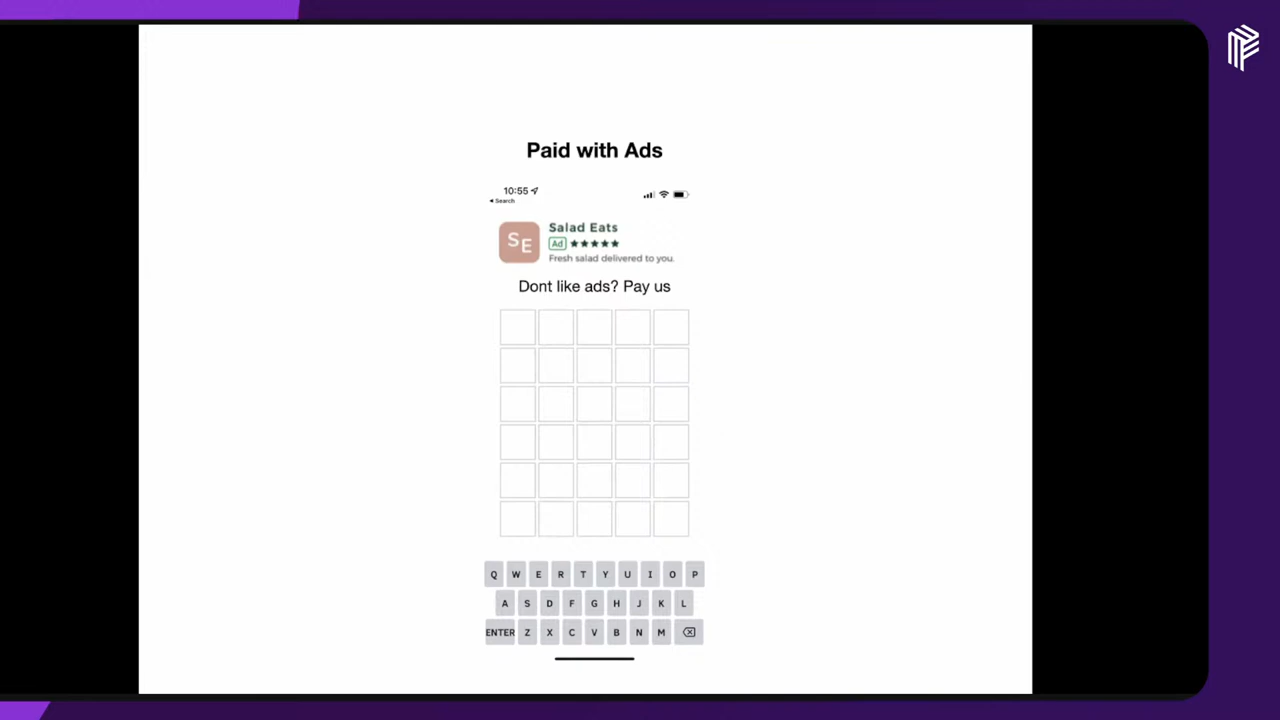 Paid with Ads
10:55
Search
SE
Salad Eats
Ad ★★★★★
Fresh salad delivered to you.
Dont like ads? Pay us
Q W E R T Y U I O P
A S D F G H J K L
ENTER Z X C V B N M